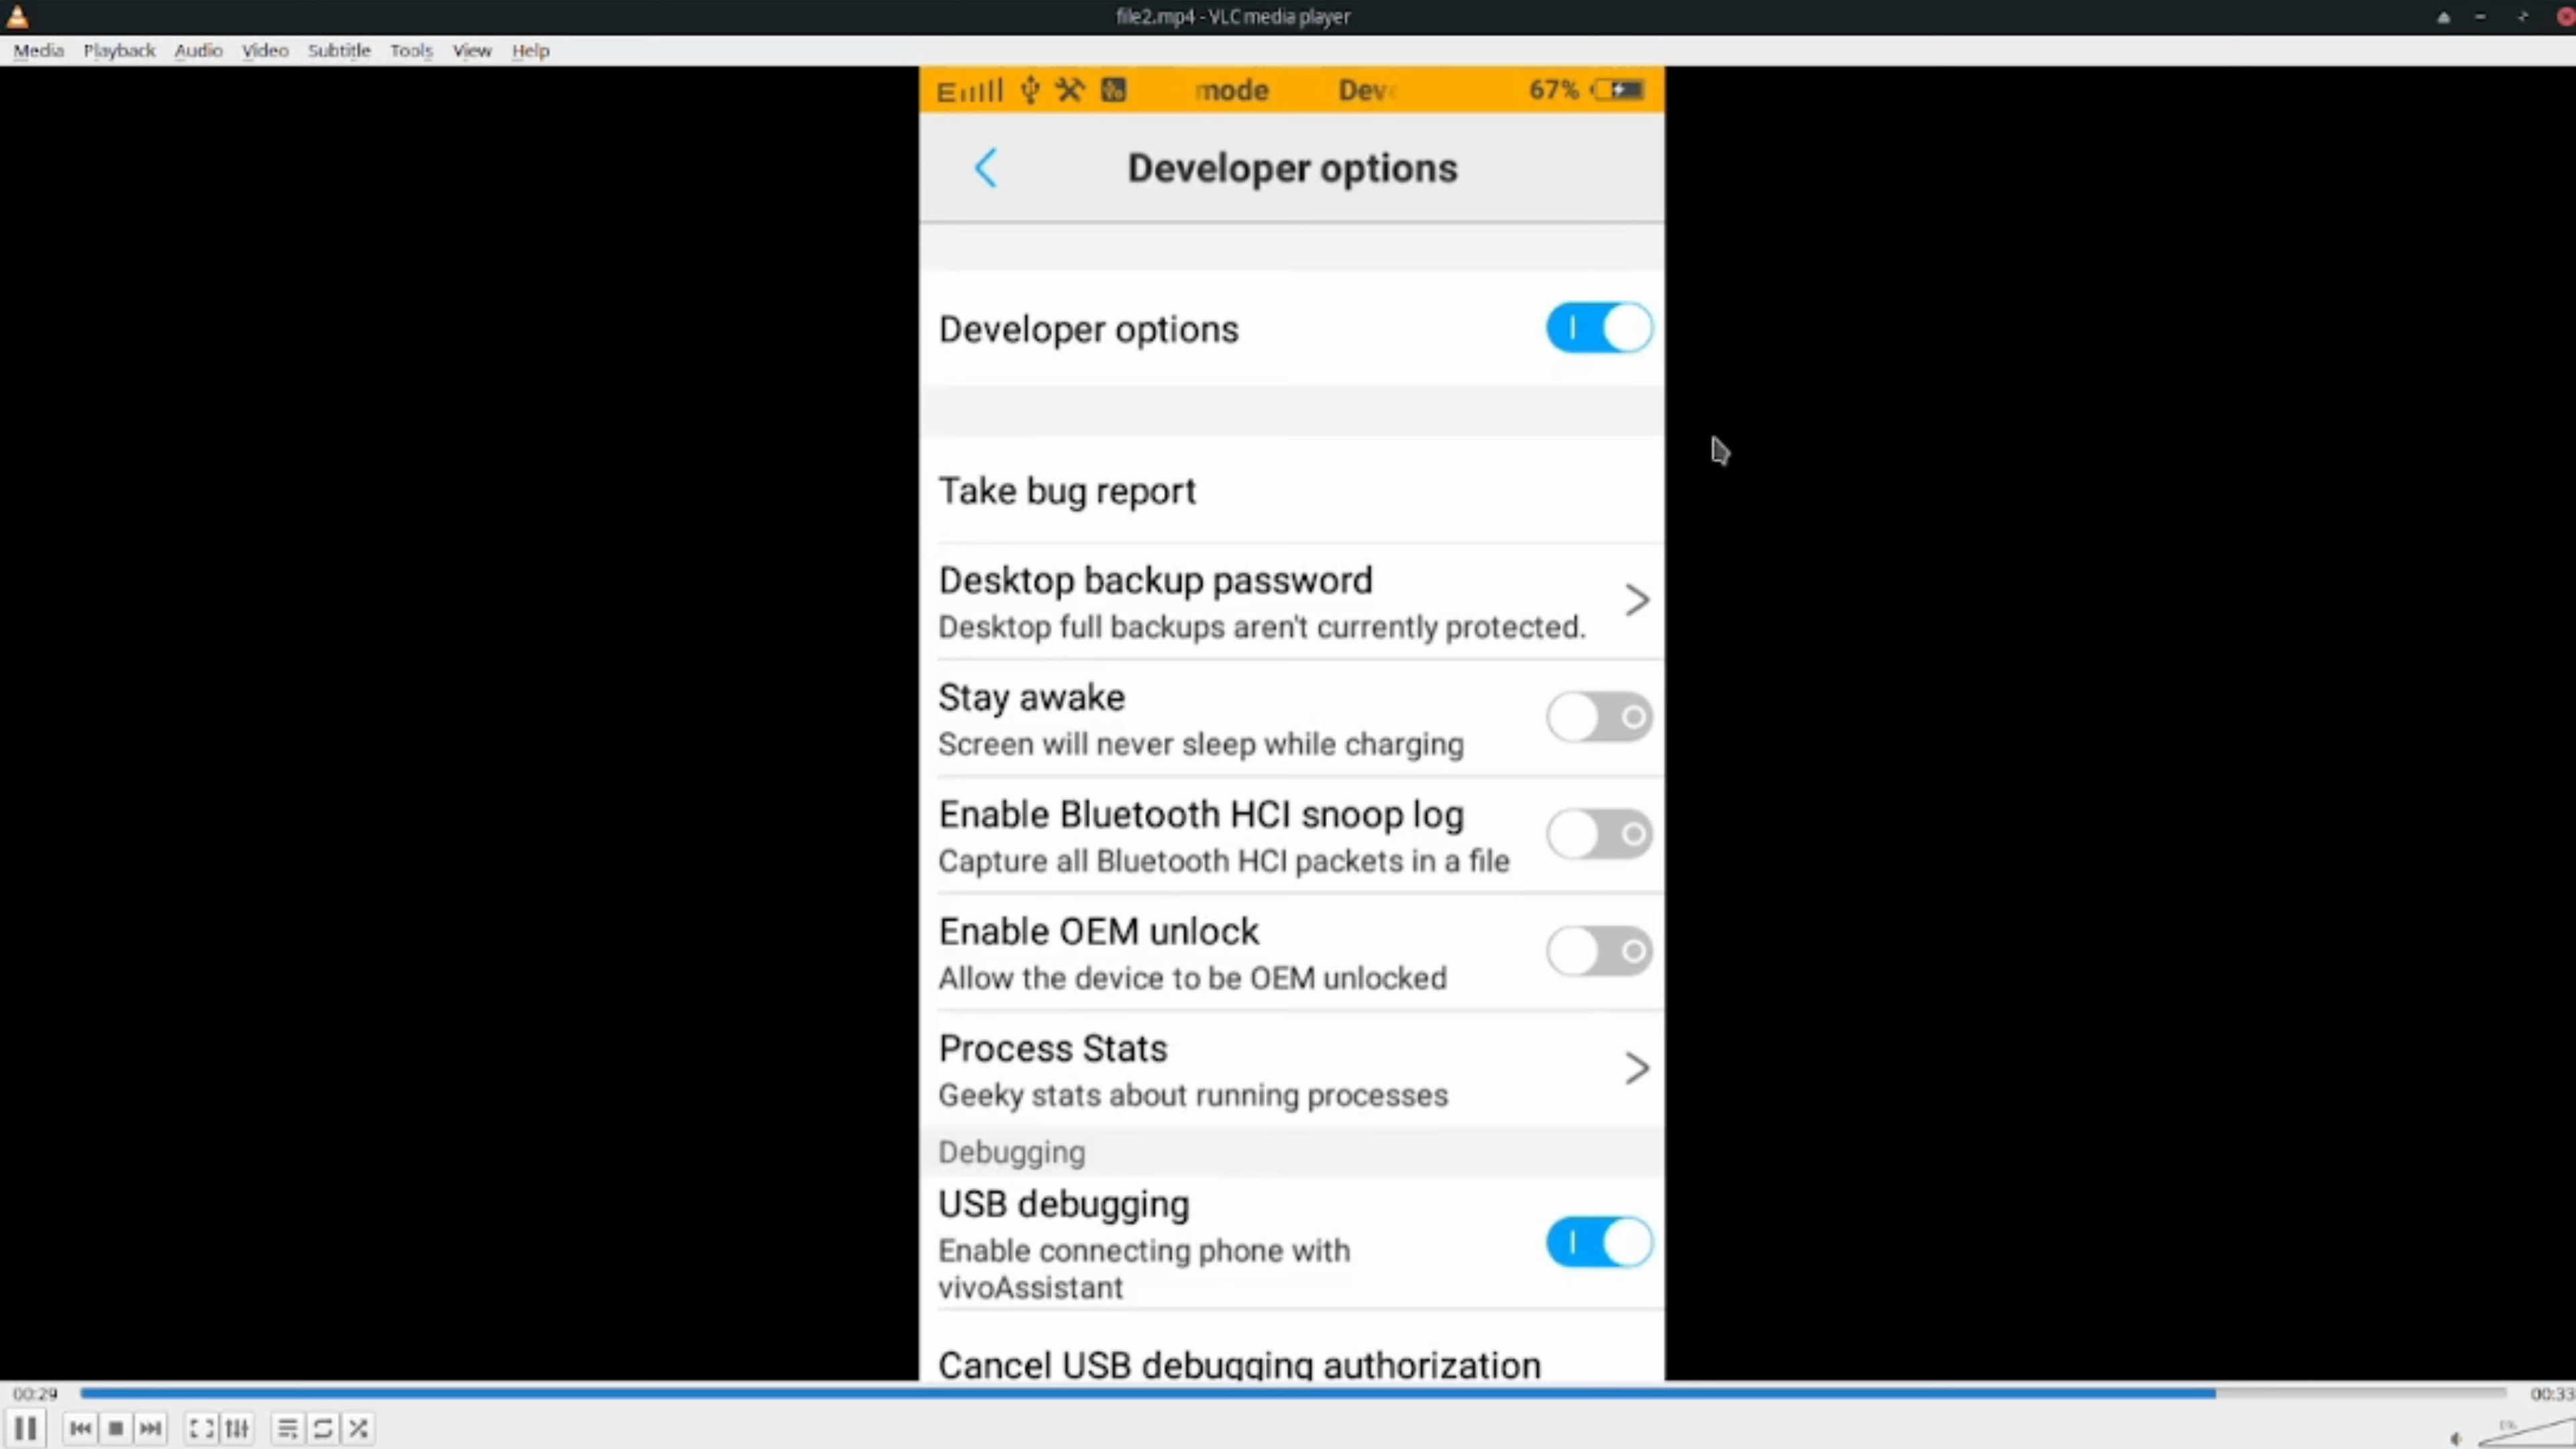 file2.mp4 - VLC media player
Media Playback Audio Video Subtitle Tools View Help
E mode Dev 67%
Developer options
Developer options
Take bug report
Desktop backup password
Desktop full backups aren't currently protected.
Stay awake
Screen will never sleep while charging
Enable Bluetooth HCI snoop log
Capture all Bluetooth HCI packets in a file
Enable OEM unlock
Allow the device to be OEM unlocked
Process Stats
Geeky stats about running processes
Debugging
USB debugging
Enable connecting phone with
vivoAssistant
Cancel USB debugging authorization
00:29 00:33
0%